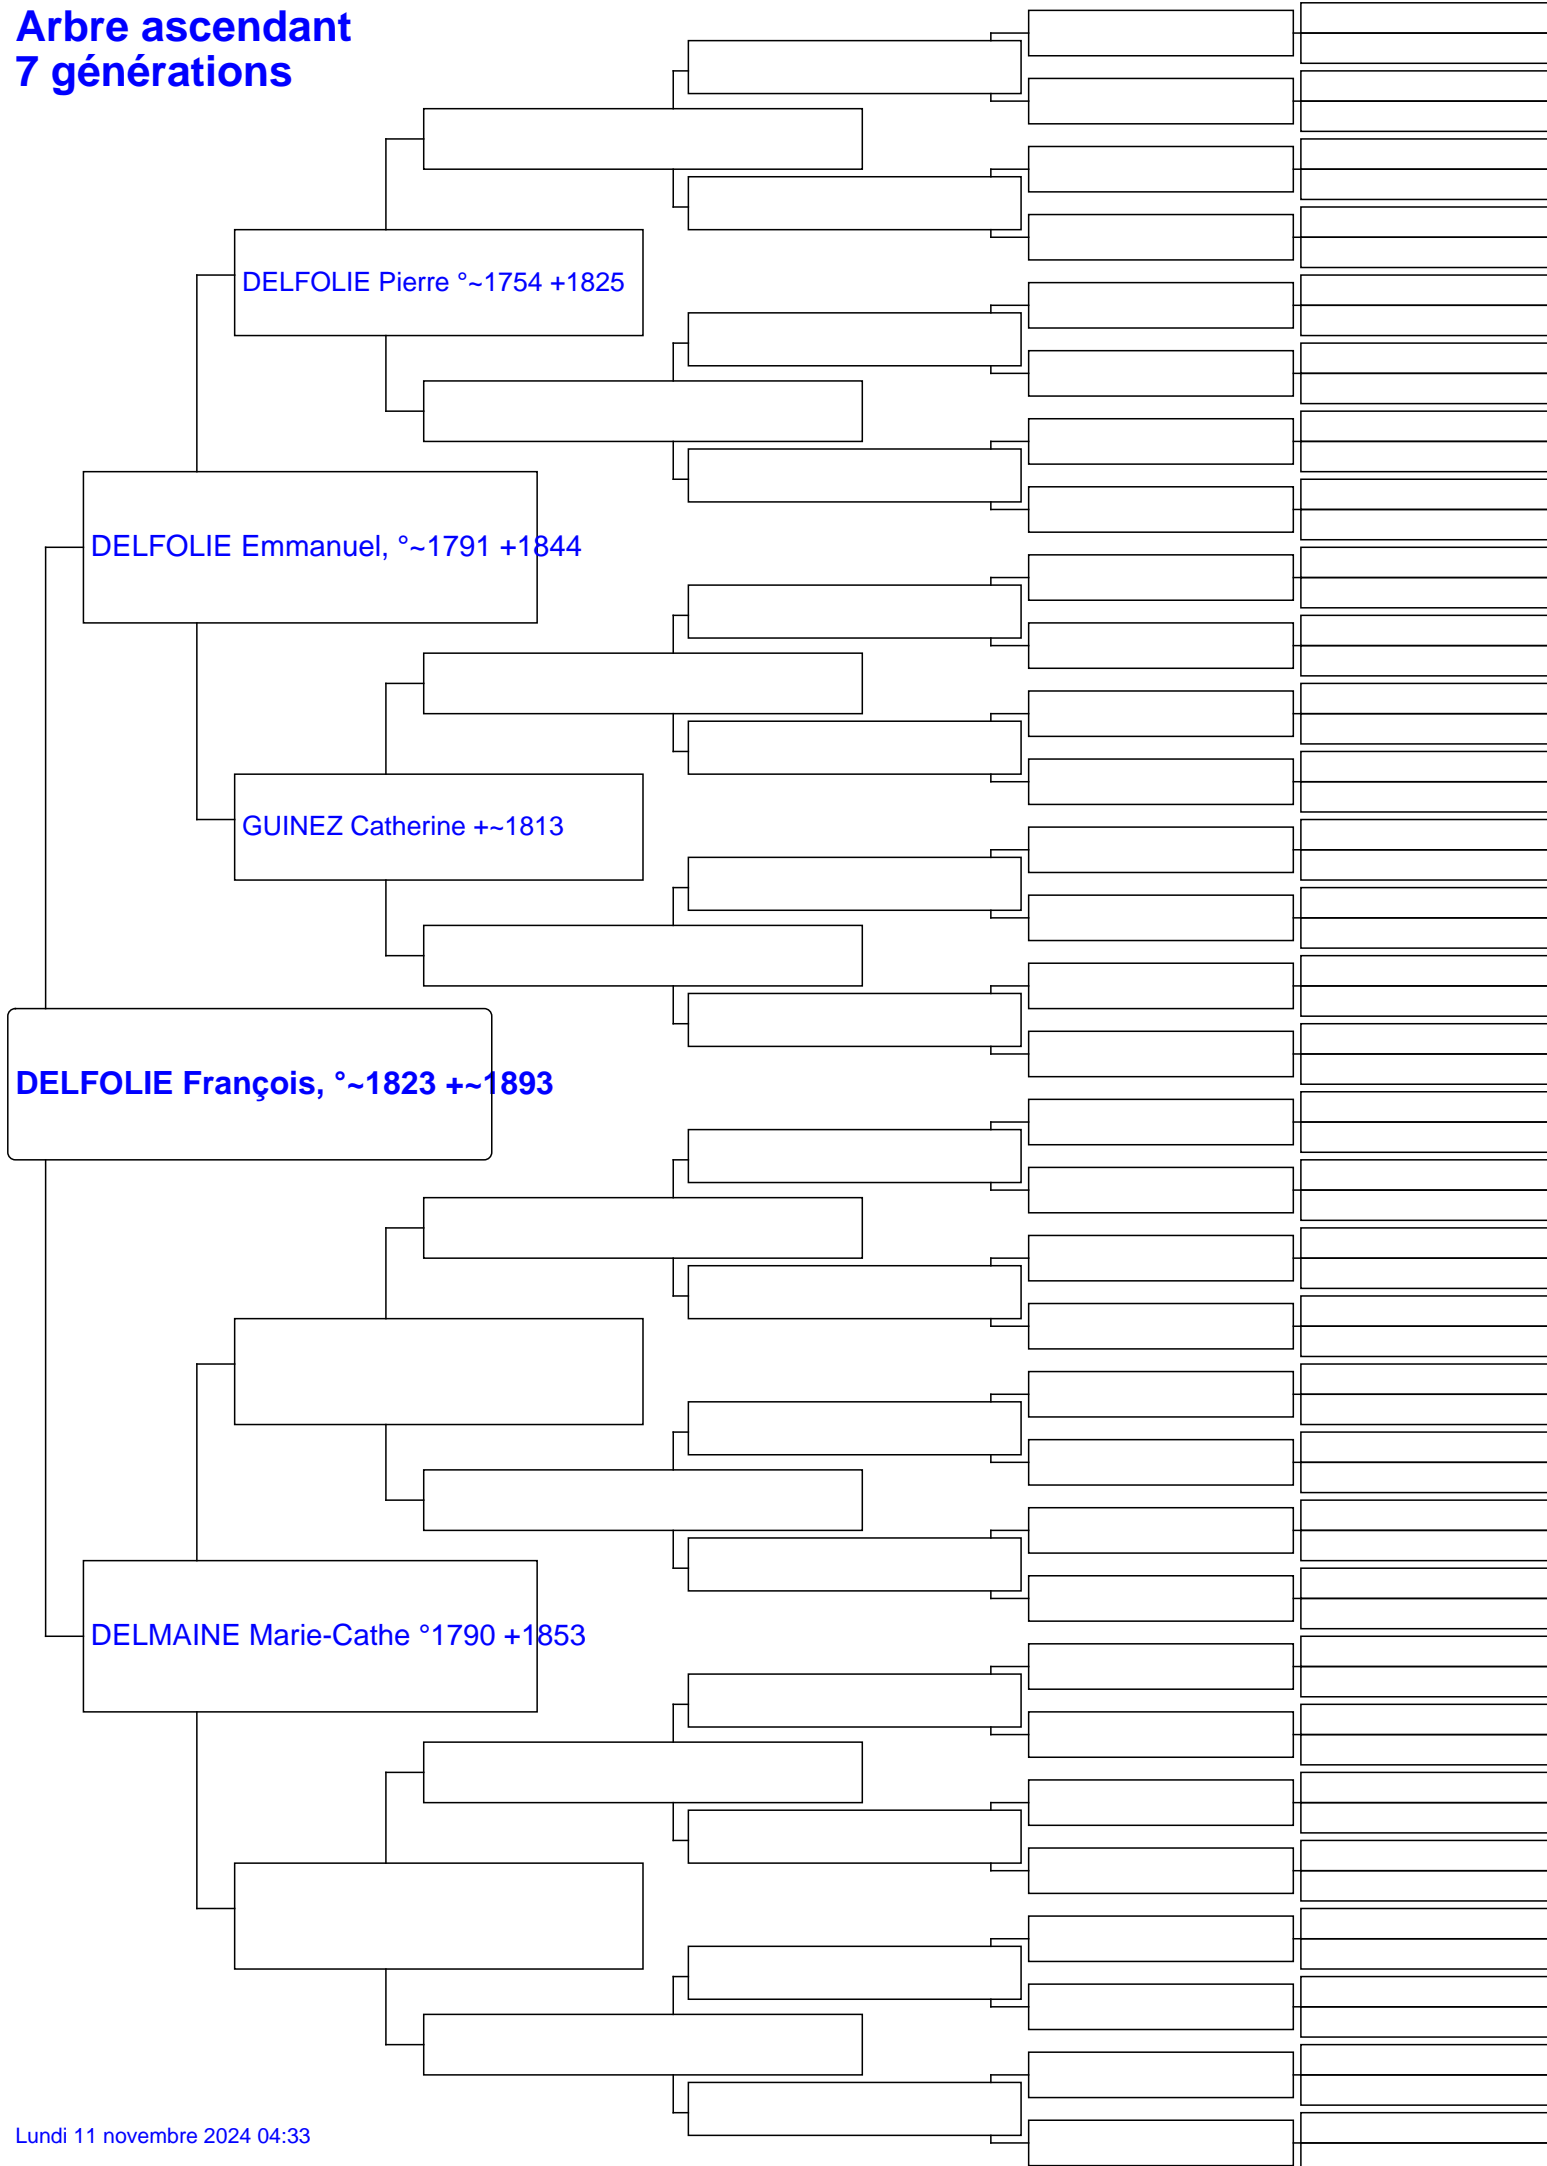 Arbre ascendant
7 générations
DELFOLIE Pierre °~1754 +1825
DELFOLIE Emmanuel, °~1791 +1844
GUINEZ Catherine +~1813
DELFOLIE François, °~1823 +~1893
DELMAINE Marie-Cathe °1790 +1853
Lundi 11 novembre 2024 04:33